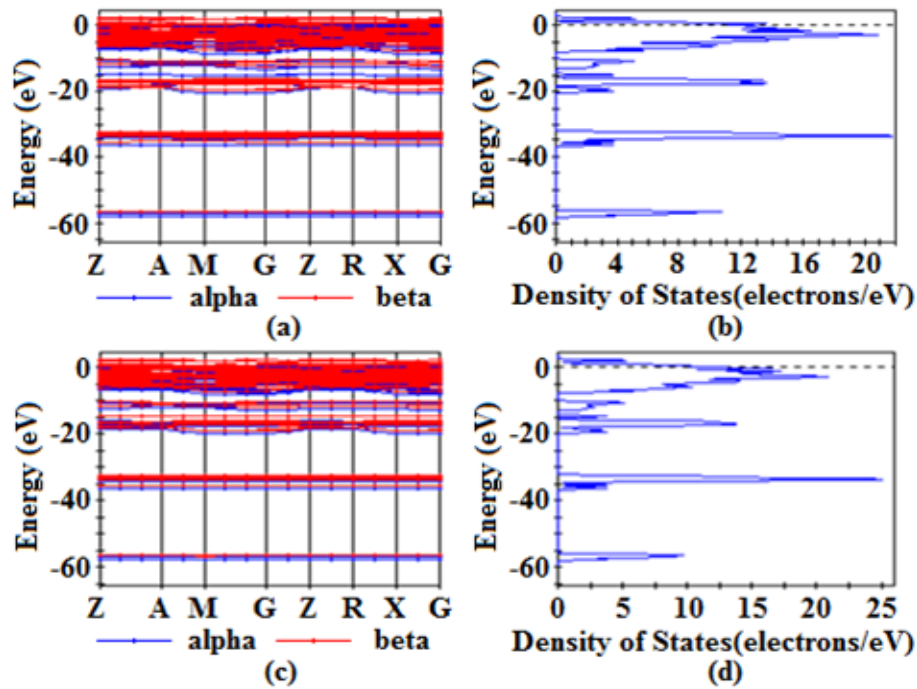 Energy (eV)
0
-20
-40
-60
Z A M G Z R X G
alpha beta
(a)
Energy (eV)
0
-20
-40
-60
0 4 8 12 16 20
Density of States(electrons/eV)
(b)
Energy (eV)
0
-20
-40
-60
Z A M G Z R X G
alpha beta
(c)
Energy (eV)
0
-20
-40
-60
0 5 10 15 20 25
Density of States(electrons/eV)
(d)